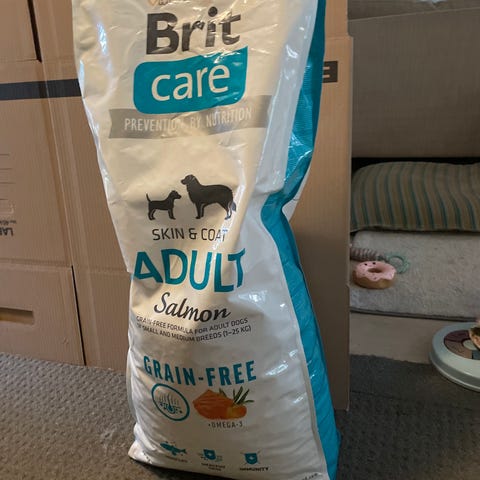 Brit
care
PREVENTION BY NUTRITION
SKIN & COAT
ADULT
Salmon
GRAIN-FREE FORMULA FOR ADULT DOGS
OF SMALL AND MEDIUM BREEDS (1–25 KG)
GRAIN-FREE
+OMEGA-3
IMMUNITY